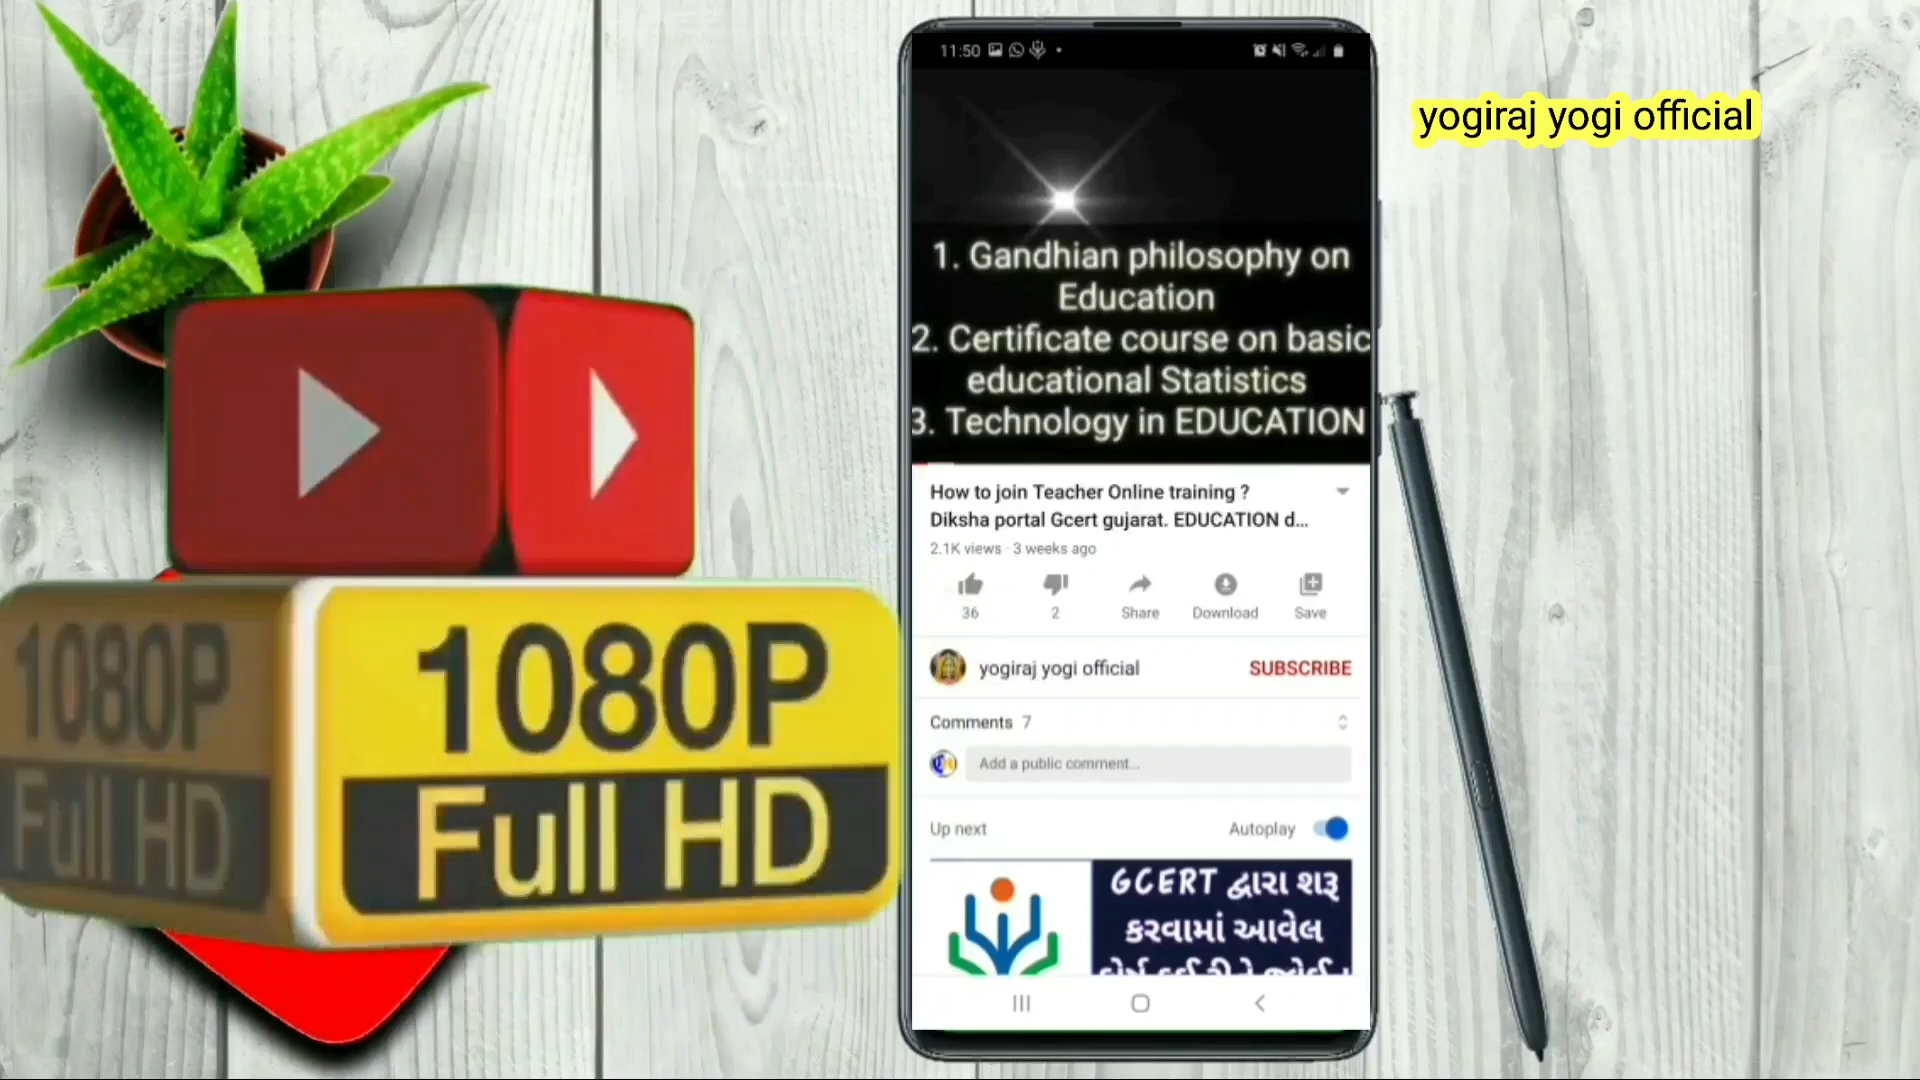 yogiraj yogi official
11:50
1. Gandhian philosophy on
Education
2. Certificate course on basic
educational Statistics
3. Technology in EDUCATION
How to join Teacher Online training ?
Diksha portal Gcert gujarat. EDUCATION d...
2.1K views · 3 weeks ago
36 2 Share Download Save
yogiraj yogi official SUBSCRIBE
Comments 7
Add a public comment...
Up next Autoplay
GCERT દ્વારા શરૂ
કરવામાં આવેલ
1080P
Full HD
1080P
Full HD